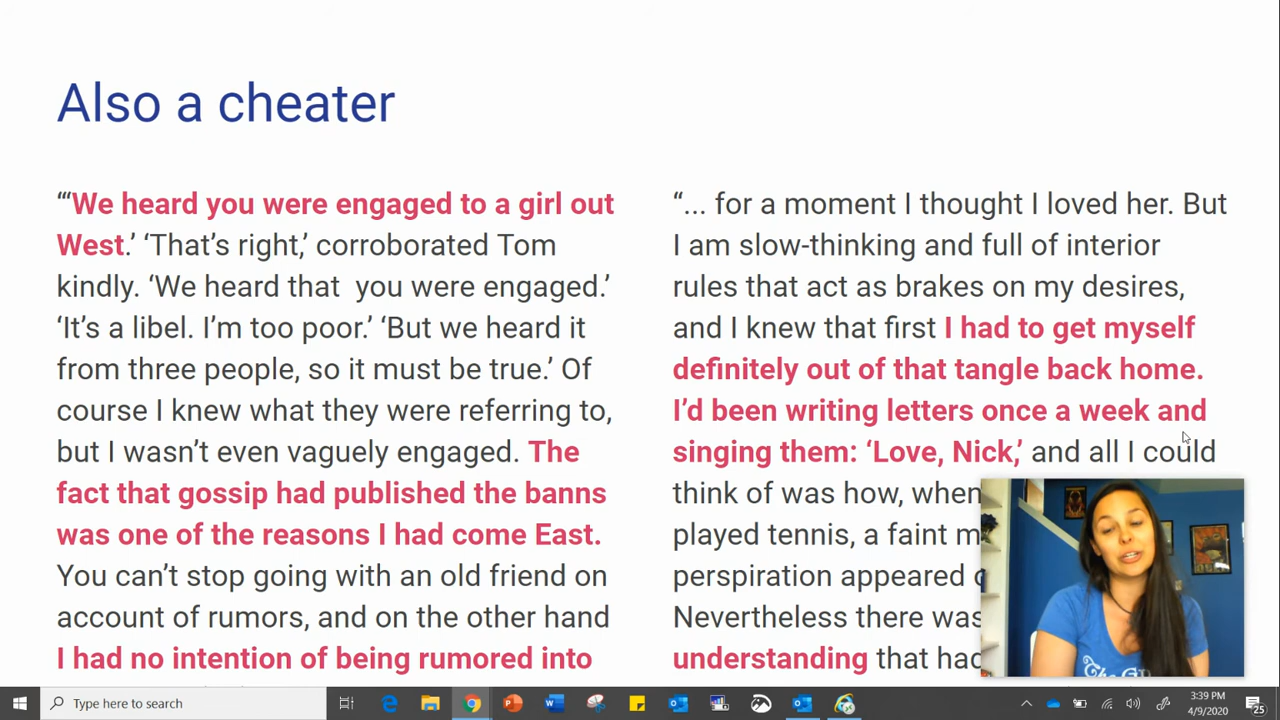 Also a cheater
“‘We heard you were engaged to a girl out
West.’ ‘That’s right,’ corroborated Tom
kindly. ‘We heard that  you were engaged.’
‘It’s a libel. I’m too poor.’ ‘But we heard it
from three people, so it must be true.’ Of
course I knew what they were referring to,
but I wasn’t even vaguely engaged. The
fact that gossip had published the banns
was one of the reasons I had come East.
You can’t stop going with an old friend on
account of rumors, and on the other hand
I had no intention of being rumored into
“... for a moment I thought I loved her. But
I am slow-thinking and full of interior
rules that act as brakes on my desires,
and I knew that first I had to get myself
definitely out of that tangle back home.
I’d been writing letters once a week and
singing them: ‘Love, Nick,’ and all I could
think of was how, when
played tennis, a faint m
perspiration appeared
Nevertheless there was
understanding that had
Type here to search
3:39 PM
4/9/2020
25